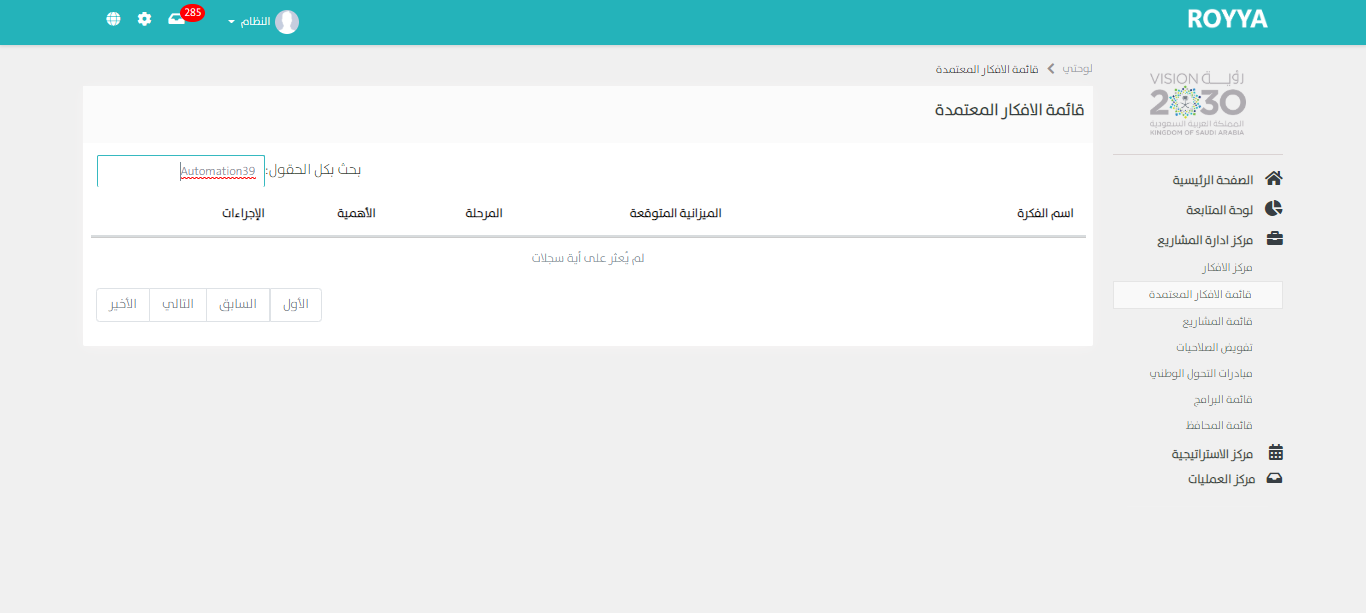 ROYYA
النظام
285
لوحتي
قائمة الافكار المعتمدة
رؤيــــة VISION
2030
المملكة العربية السعودية
KINGDOM OF SAUDI ARABIA
الصفحة الرئيسية
لوحة المتابعة
مركز ادارة المشاريع
مركز الافكار
قائمة الافكار المعتمدة
قائمة المشاريع
تفويض الصلاحيات
مبادرات التحول الوطني
قائمة البرامج
قائمة المحافظ
مركز الاستراتيجية
مركز العمليات
قائمة الافكار المعتمدة
بحث بكل الحقول: Automation39
اسم الفكرة الميزانية المتوقعة المرحلة الأهمية الإجراءات
لم يُعثر على أية سجلات
الأول السابق التالي الأخير